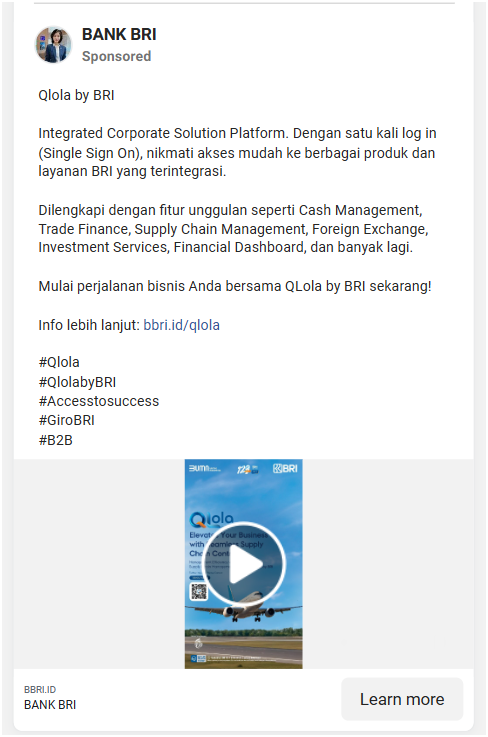 BANK BRI
Sponsored
Qlola by BRI
Integrated Corporate Solution Platform. Dengan satu kali log in
(Single Sign On), nikmati akses mudah ke berbagai produk dan
layanan BRI yang terintegrasi.
Dilengkapi dengan fitur unggulan seperti Cash Management,
Trade Finance, Supply Chain Management, Foreign Exchange,
Investment Services, Financial Dashboard, dan banyak lagi.
Mulai perjalanan bisnis Anda bersama QLola by BRI sekarang!
Info lebih lanjut: bbri.id/qlola
#Qlola
#QlolabyBRI
#Accesstosuccess
#GiroBRI
#B2B
BUMN
BRI
Qlola
Elevate Your Business
with Seamless Supply
Chain
BBRI.ID
BANK BRI
Learn more